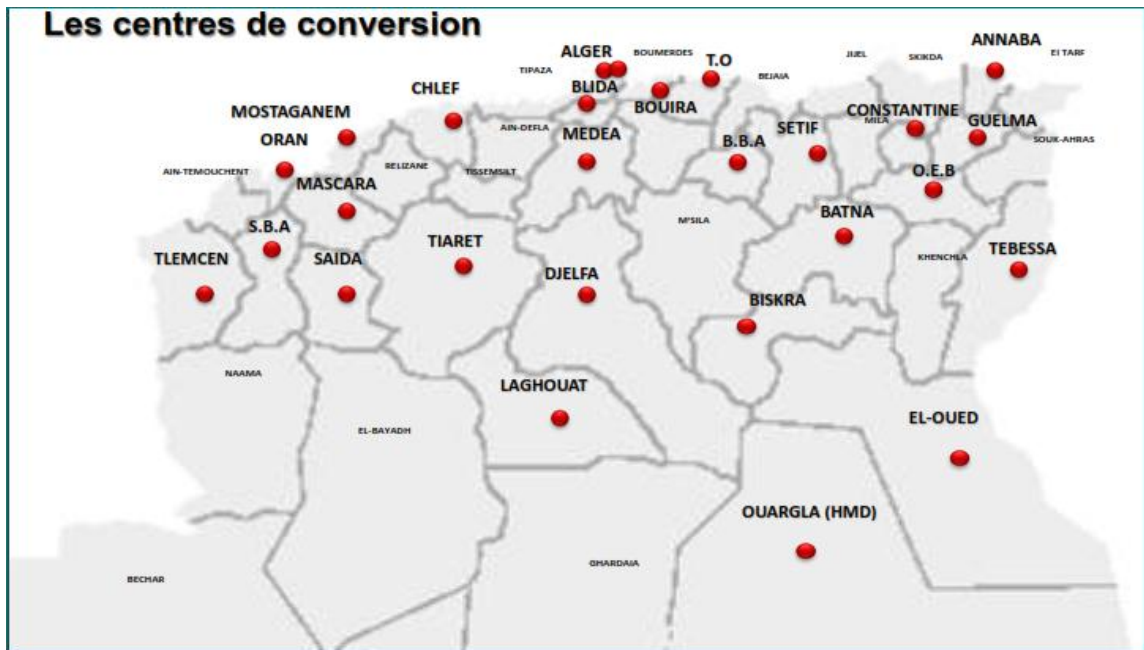 Les centres de conversion
ANNABA
ALGER
BOUMERDES
T.O
JIJEL
SKIKDA
El TARF
TIPAZA
BEJAIA
CHLEF
BLIDA
BOUIRA
MOSTAGANEM
CONSTANTINE
ORAN
AIN-DEFLA
MEDEA
B.B.A
SETIF
MILA
GUELMA
SOUK-AHRAS
AIN-TEMOUCHENT
RELIZANE
TISSEMSILT
O.E.B
MASCARA
S.B.A
M'SILA
BATNA
TLEMCEN
SAIDA
TIARET
DJELFA
KHENCHLA
TEBESSA
BISKRA
NAAMA
LAGHOUAT
EL-BAYADH
EL-OUED
OUARGLA (HMD)
BECHAR
GHARDAIA